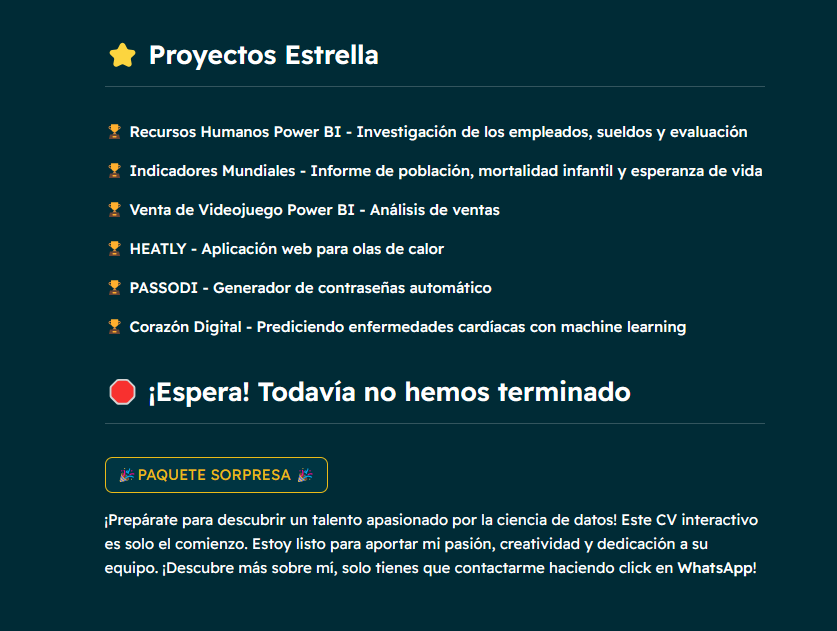 ⭐ Proyectos Estrella
🏆 Recursos Humanos Power BI - Investigación de los empleados, sueldos y evaluación
🏆 Indicadores Mundiales - Informe de población, mortalidad infantil y esperanza de vida
🏆 Venta de Videojuego Power BI - Análisis de ventas
🏆 HEATLY - Aplicación web para olas de calor
🏆 PASSODI - Generador de contraseñas automático
🏆 Corazón Digital - Prediciendo enfermedades cardíacas con machine learning
🛑 ¡Espera! Todavía no hemos terminado
🎉 PAQUETE SORPRESA 🎉
¡Prepárate para descubrir un talento apasionado por la ciencia de datos! Este CV interactivo
es solo el comienzo. Estoy listo para aportar mi pasión, creatividad y dedicación a su
equipo. ¡Descubre más sobre mí, solo tienes que contactarme haciendo click en WhatsApp!